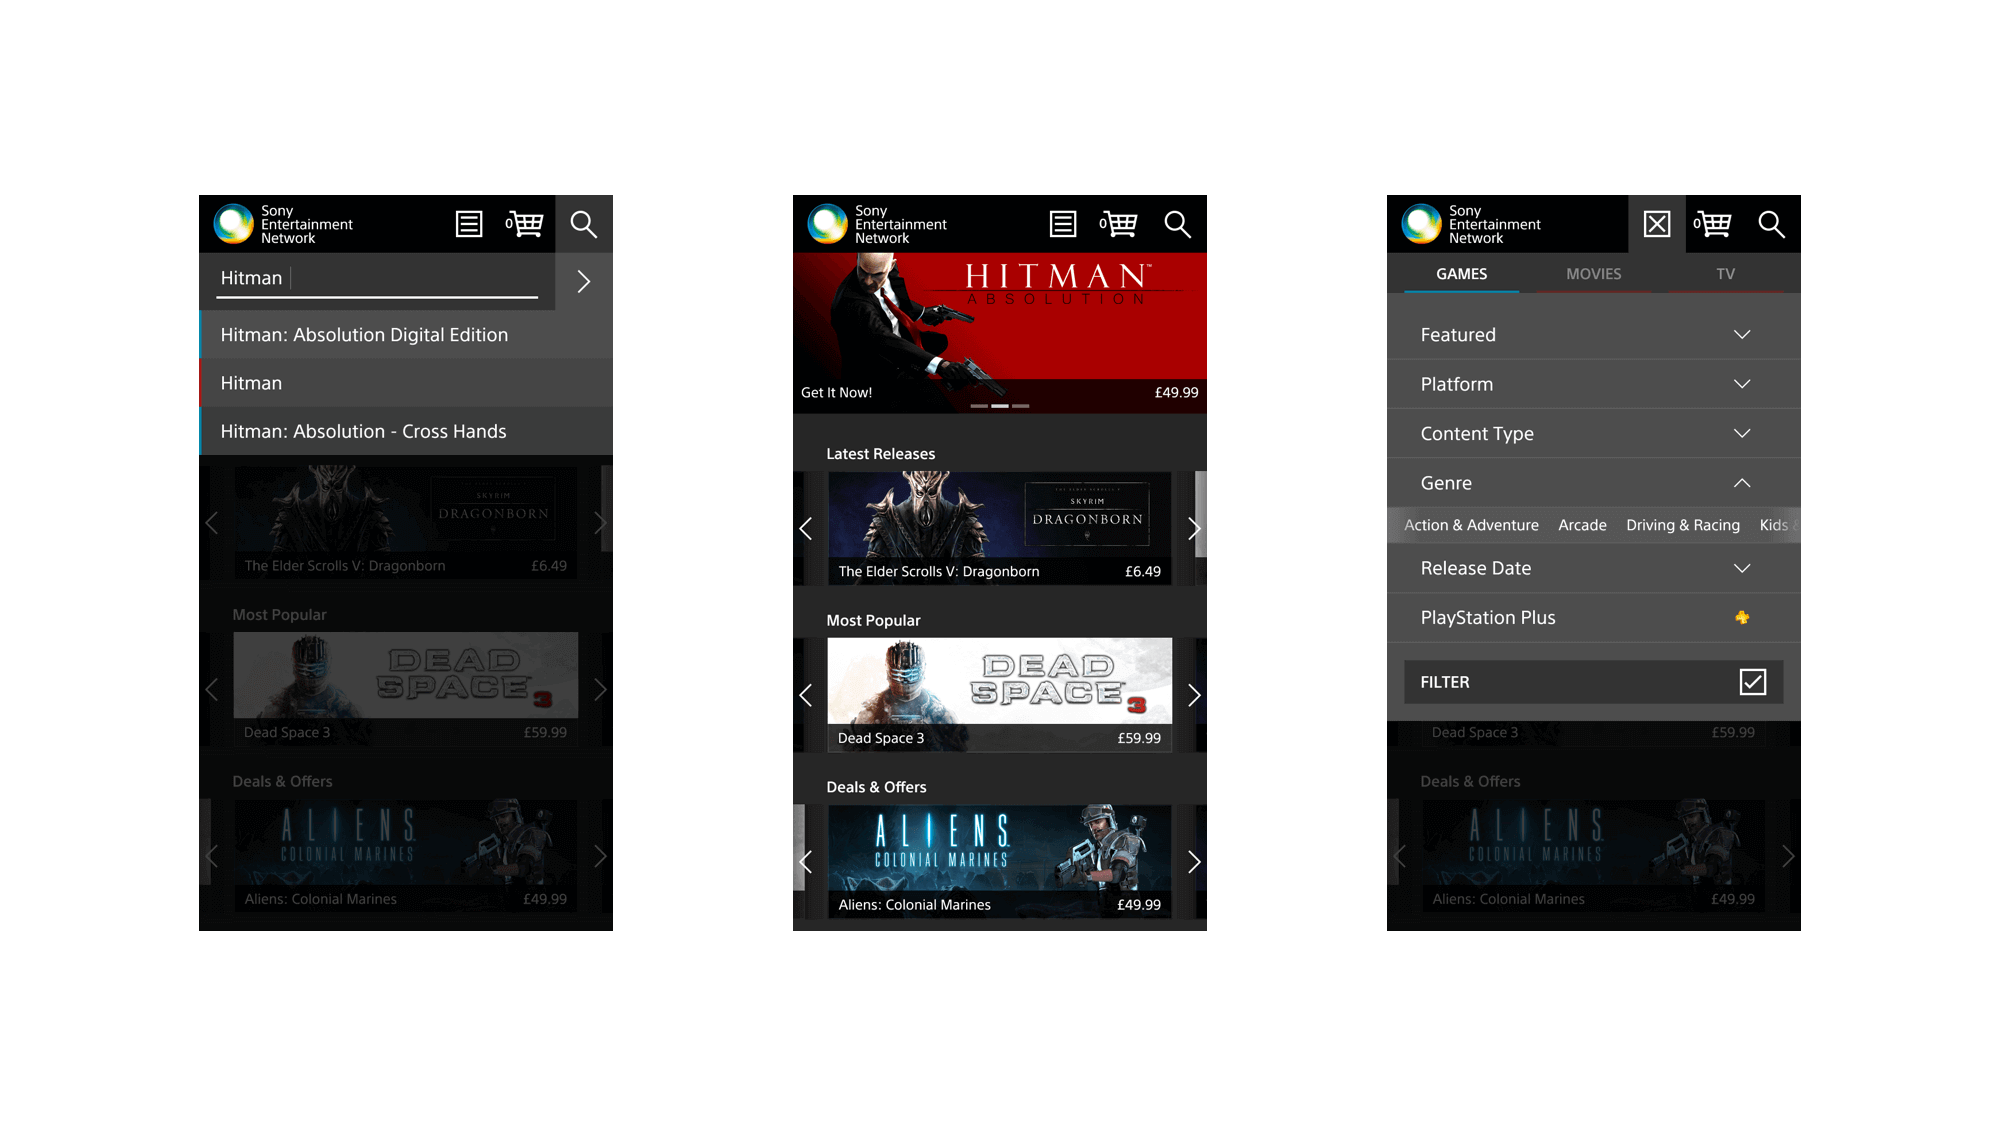 Sony
Entertainment
Network
0
Hitman
Hitman: Absolution Digital Edition
Hitman
Hitman: Absolution - Cross Hands
SKYRIM
DRAGONBORN
The Elder Scrolls V: Dragonborn £6.49
Most Popular
DEAD
SPACE 3
Dead Space 3 £59.99
Deals & Offers
ALIENS
COLONIAL MARINES
Aliens: Colonial Marines £49.99
Sony
Entertainment
Network
0
HITMAN™
ABSOLUTION
Get It Now! £49.99
Latest Releases
THE ELDER SCROLLS V
SKYRIM
DRAGONBORN
The Elder Scrolls V: Dragonborn £6.49
Most Popular
DEAD
SPACE 3
Dead Space 3 £59.99
Deals & Offers
ALIENS
COLONIAL MARINES
Aliens: Colonial Marines £49.99
Sony
Entertainment
Network
0
GAMES MOVIES TV
Featured
Platform
Content Type
Genre
Action & Adventure Arcade Driving & Racing Kids &
Release Date
PlayStation Plus
FILTER
Dead Space 3 £59.99
Deals & Offers
ALIENS
COLONIAL MARINES
Aliens: Colonial Marines £49.99